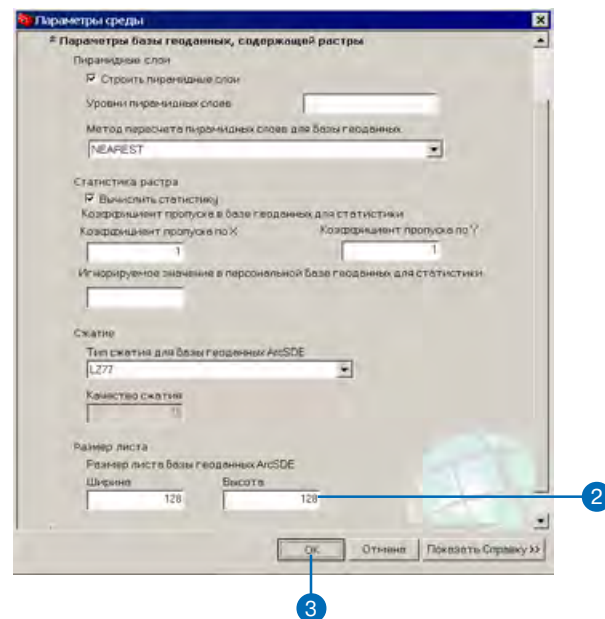 Параметры среды
Параметры базы геоданных, содержащей растры
Пирамидные слои
Строить пирамидные слои
Уровни пирамидных слоев
Метод пересчета пирамидных слоев для базы геоданных
NEAREST
Статистика растра
Вычислить статистику
Коэффициент пропуска в базе геоданных для статистики
Коэффициент пропуска по X Коэффициент пропуска по Y
1 1
Игнорируемое значение в персональной базе геоданных для статистики
Сжатие
Тип сжатия для базы геоданных ArcSDE
LZ77
Качество сжатия
75
Размер листа
Размер листа базы геоданных ArcSDE
Ширина Высота
128 128
2
OK Отмена Показать Справку >>
3